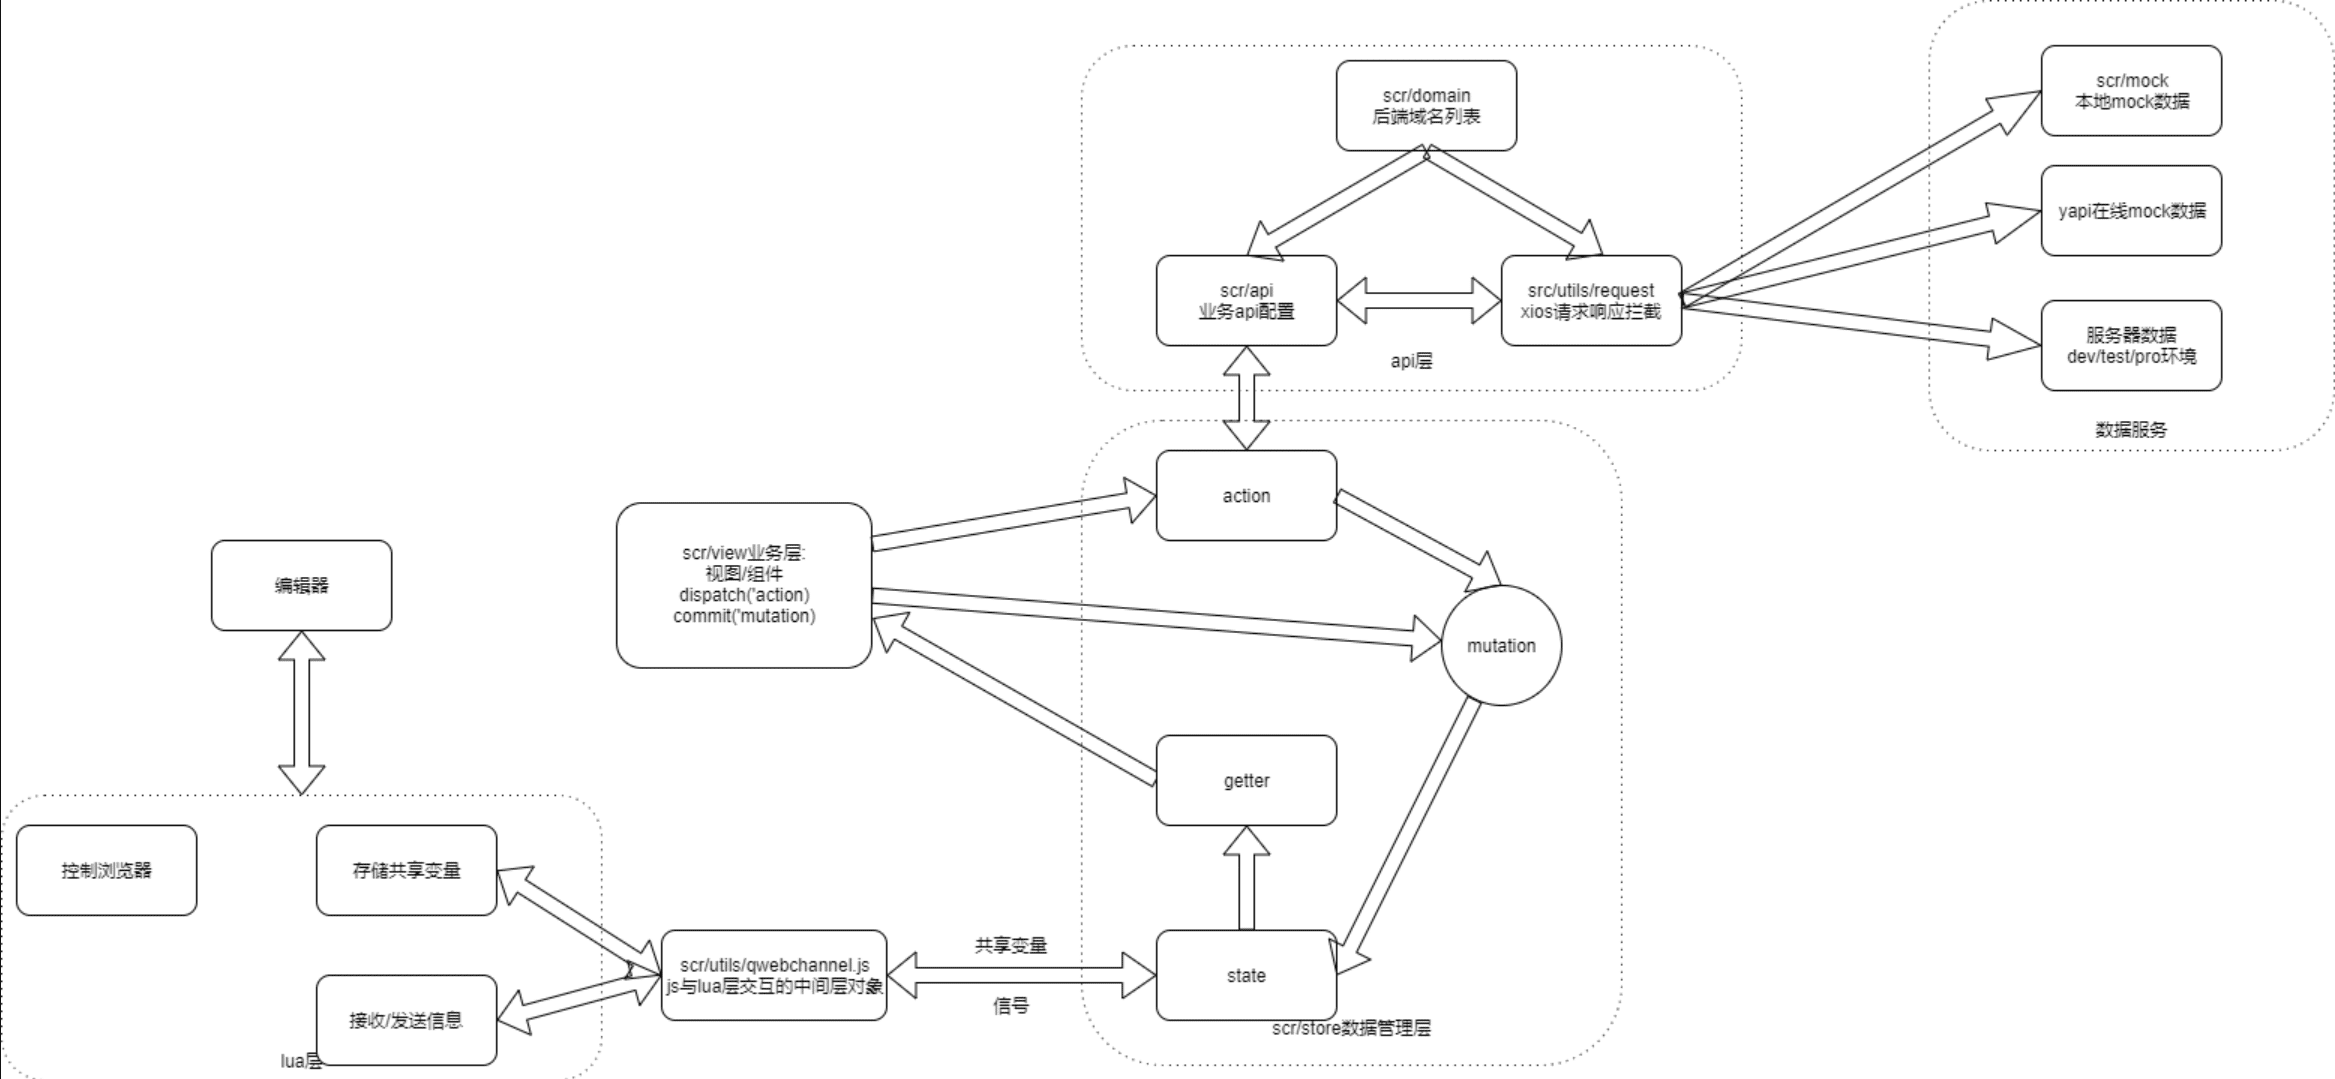 scr/domain
后端域名列表
scr/api
业务api配置
src/utils/request
xios请求响应拦截
api层
scr/mock
本地mock数据
yapi在线mock数据
服务器数据
dev/test/pro环境
数据服务
action
scr/view业务层:
视图/组件
dispatch('action)
commit('mutation)
mutation
getter
state
scr/store数据管理层
编辑器
控制浏览器
存储共享变量
接收/发送信息
lua层
scr/utils/qwebchannel.js
js与lua层交互的中间层对象
共享变量
信号